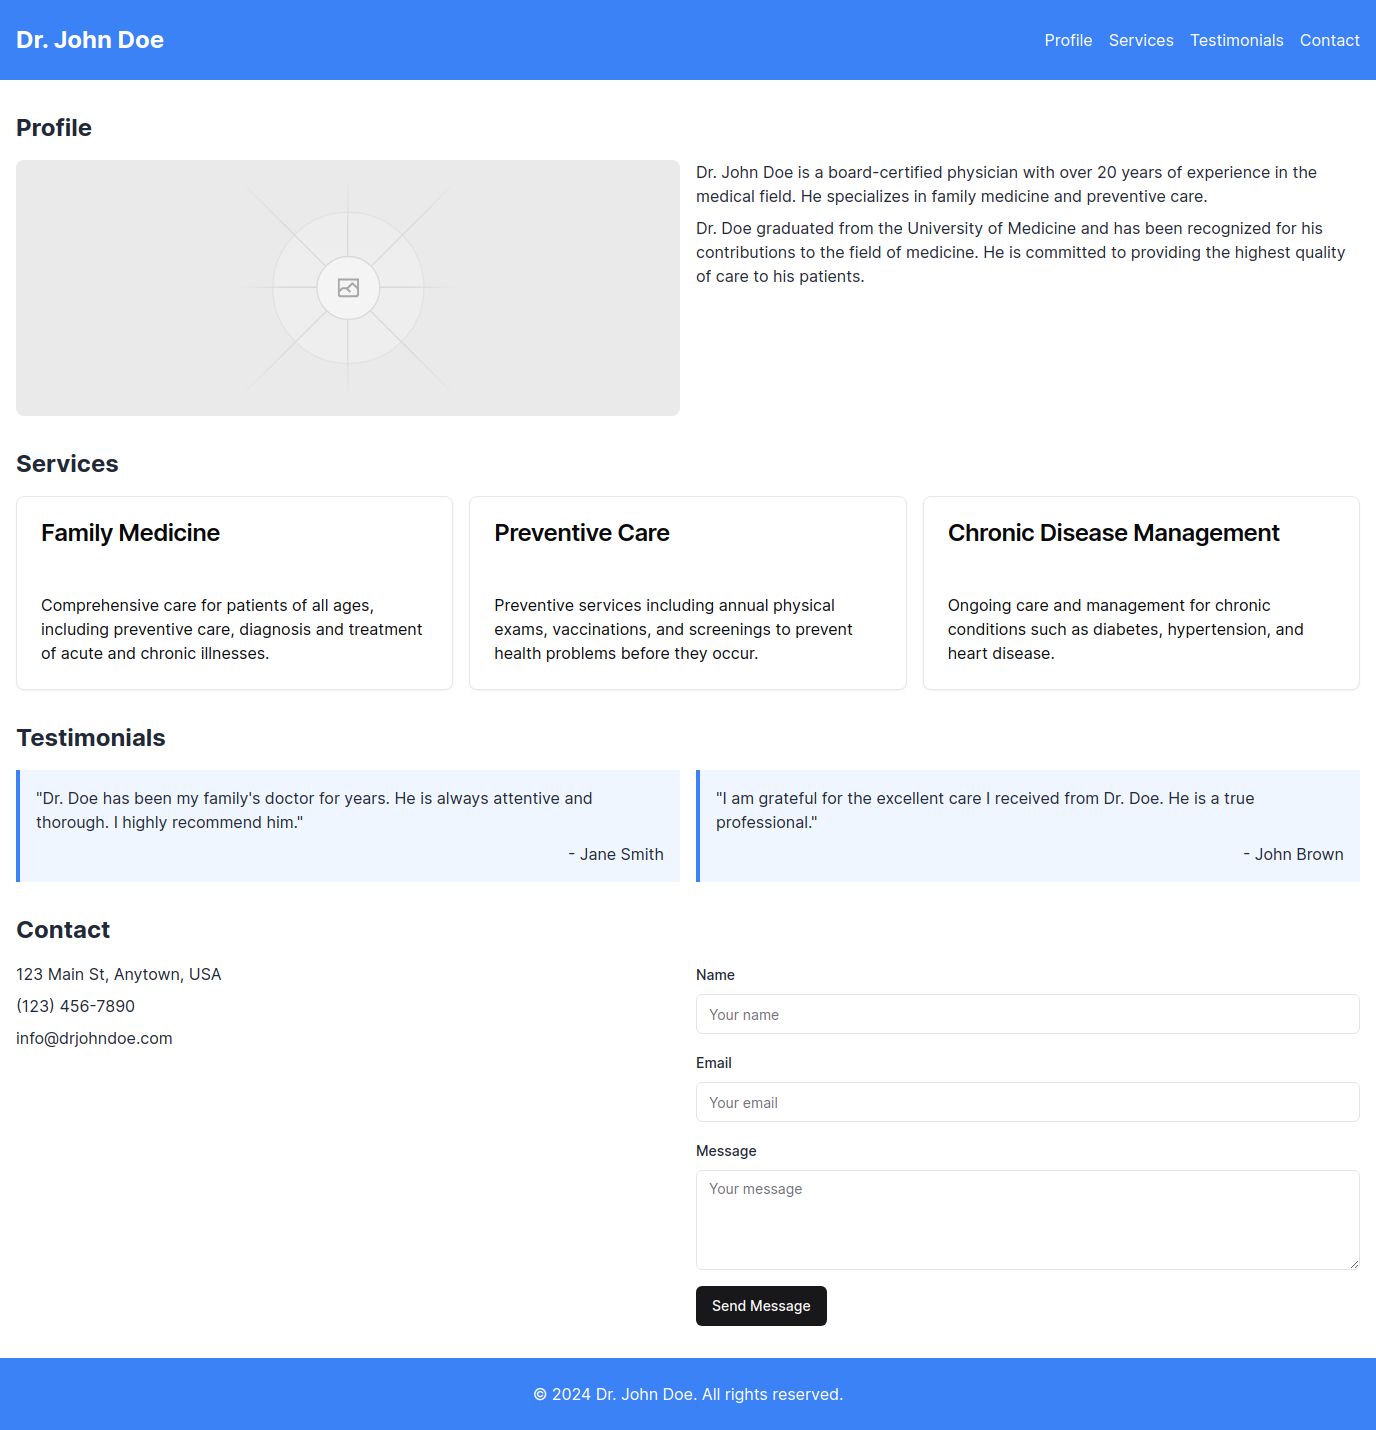 Dr. John Doe
Profile Services Testimonials Contact
Profile
Dr. John Doe is a board-certified physician with over 20 years of experience in the
medical field. He specializes in family medicine and preventive care.
Dr. Doe graduated from the University of Medicine and has been recognized for his
contributions to the field of medicine. He is committed to providing the highest quality
of care to his patients.
Services
Family Medicine
Comprehensive care for patients of all ages,
including preventive care, diagnosis and treatment
of acute and chronic illnesses.
Preventive Care
Preventive services including annual physical
exams, vaccinations, and screenings to prevent
health problems before they occur.
Chronic Disease Management
Ongoing care and management for chronic
conditions such as diabetes, hypertension, and
heart disease.
Testimonials
"Dr. Doe has been my family's doctor for years. He is always attentive and
thorough. I highly recommend him."
- Jane Smith
"I am grateful for the excellent care I received from Dr. Doe. He is a true
professional."
- John Brown
Contact
123 Main St, Anytown, USA
(123) 456-7890
info@drjohndoe.com
Name
Your name
Email
Your email
Message
Your message
Send Message
© 2024 Dr. John Doe. All rights reserved.